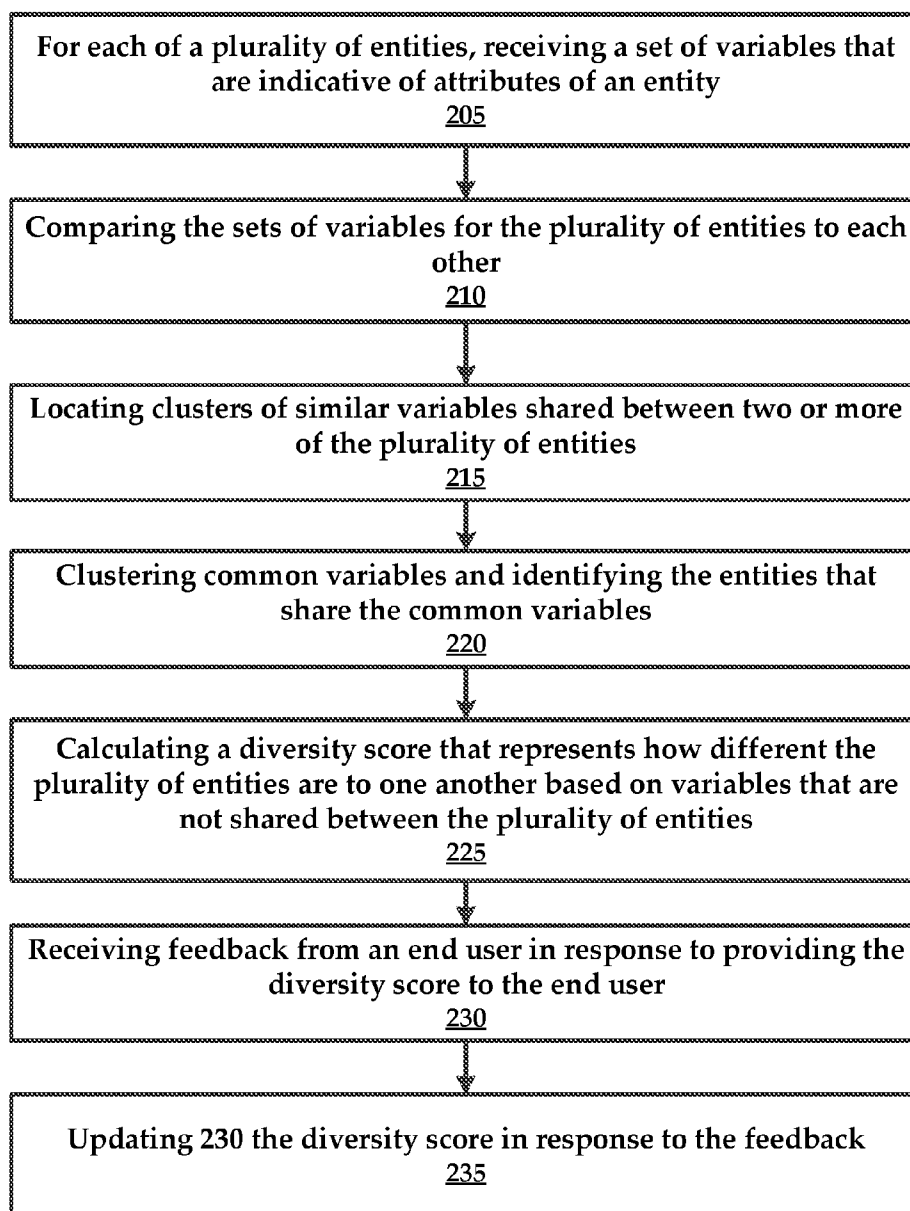 For each of a plurality of entities, receiving a set of variables that
are indicative of attributes of an entity
205
Comparing the sets of variables for the plurality of entities to each
other
210
Locating clusters of similar variables shared between two or more
of the plurality of entities
215
Clustering common variables and identifying the entities that
share the common variables
220
Calculating a diversity score that represents how different the
plurality of entities are to one another based on variables that are
not shared between the plurality of entities
225
Receiving feedback from an end user in response to providing the
diversity score to the end user
230
Updating 230 the diversity score in response to the feedback
235